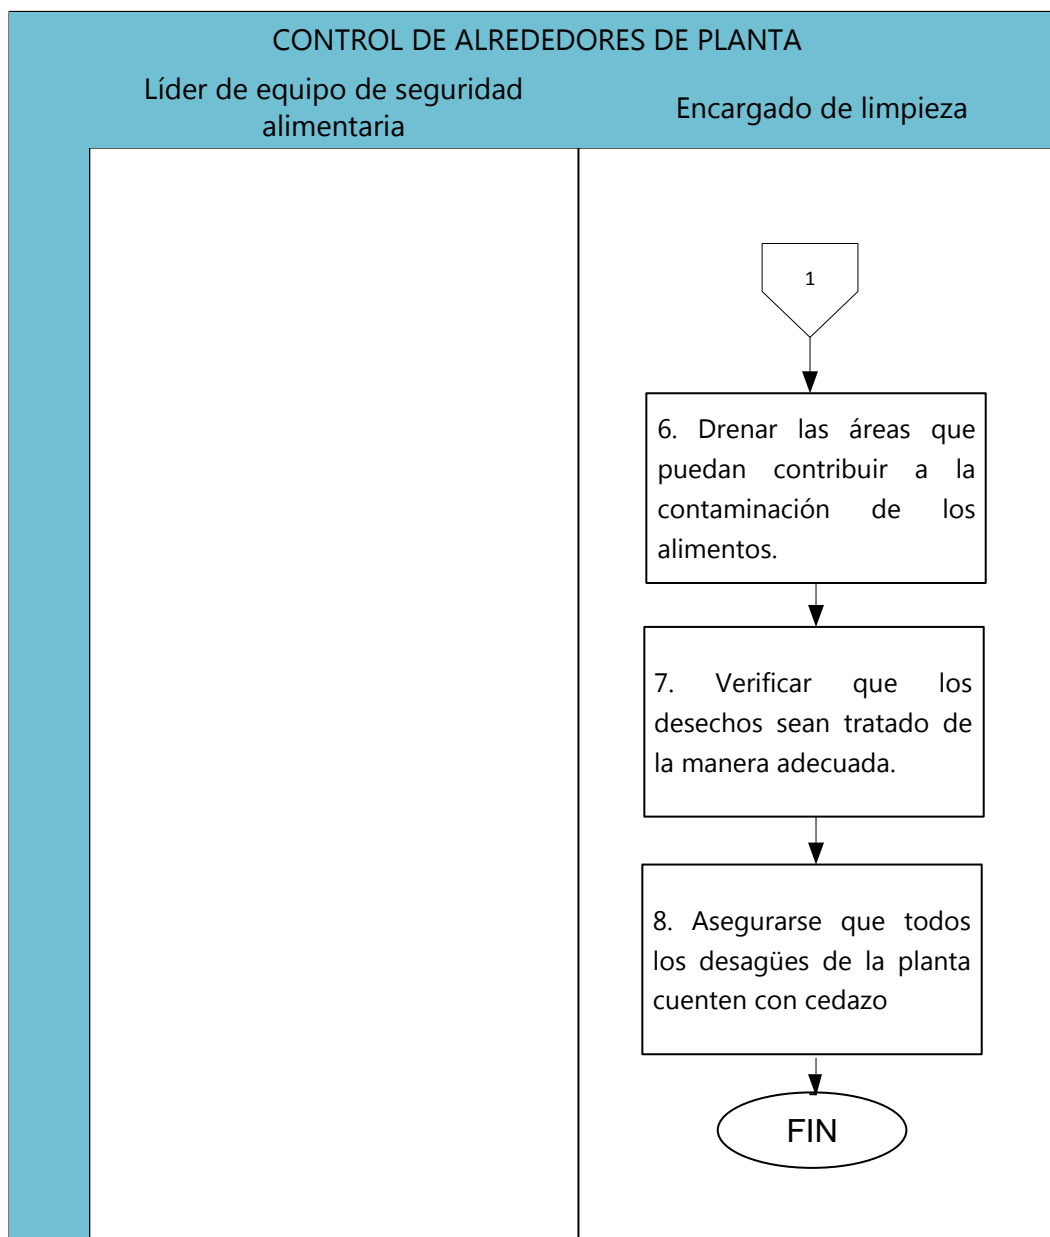 CONTROL DE ALREDEDORES DE PLANTA
Líder de equipo de seguridad
alimentaria
Encargado de limpieza
1
6. Drenar las áreas que
puedan contribuir a la
contaminación de los
alimentos.
7. Verificar que los
desechos sean tratado de
la manera adecuada.
8. Asegurarse que todos
los desagües de la planta
cuenten con cedazo
FIN